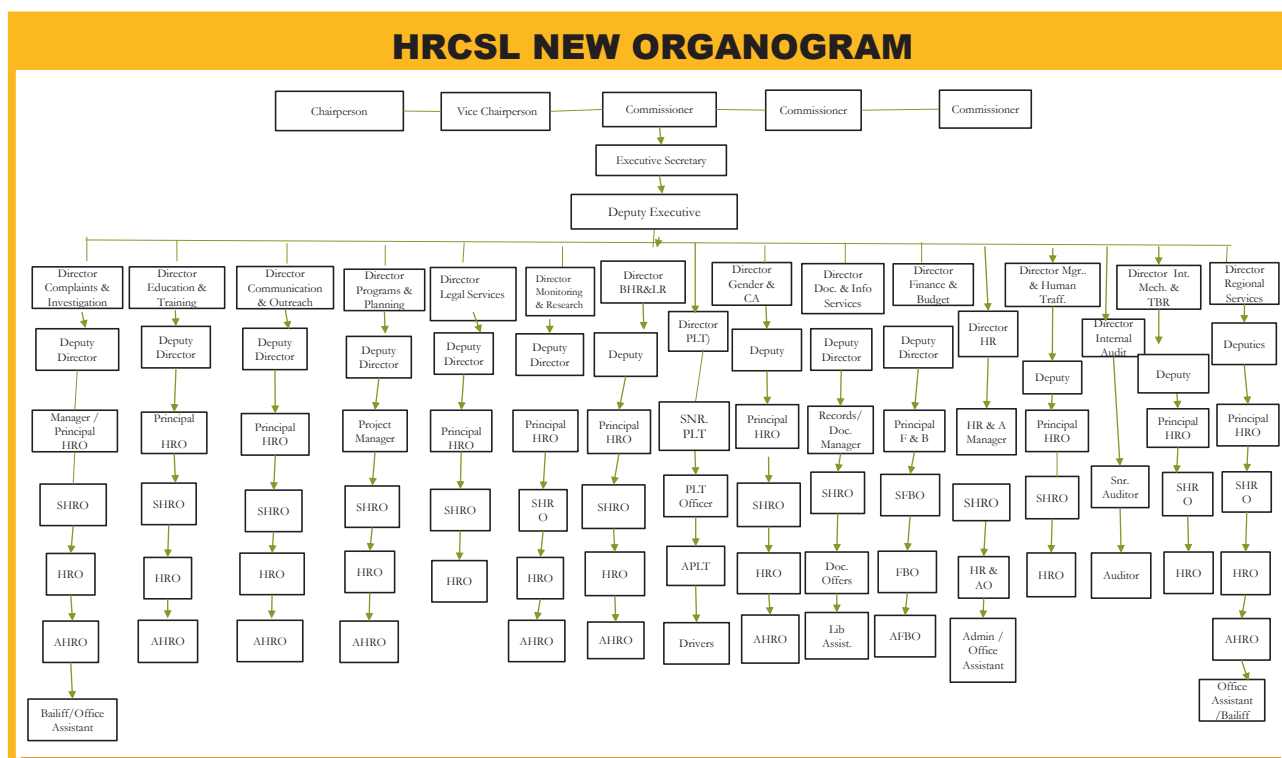 HRCSL NEW ORGANOGRAM
Chairperson
Vice Chairperson
Commissioner
Commissioner
Commissioner
Executive Secretary
Deputy Executive
Director
Complaints &
Investigation
Deputy
Director
Manager /
Principal
HRO
SHRO
HRO
AHRO
Bailiff/Office
Assistant
Director
Education &
Training
Deputy
Director
Principal
HRO
SHRO
HRO
AHRO
Director
Communication
& Outreach
Deputy
Director
Principal
HRO
SHRO
HRO
AHRO
Director
Programs &
Planning
Deputy
Director
Project
Manager
SHRO
HRO
AHRO
Director
Legal Services
Deputy
Director
Principal
HRO
SHRO
HRO
Director
Monitoring
& Research
Deputy
Director
Principal
HRO
SHR
O
HRO
AHRO
Director
BHR&LR
Deputy
Principal
HRO
SHRO
HRO
AHRO
Director
PLT)
SNR.
PLT
PLT
Officer
APLT
Drivers
Director
Gender &
CA
Deputy
Principal
HRO
SHRO
HRO
AHRO
Director
Doc. & Info
Services
Deputy
Director
Records/
Doc.
Manager
SHRO
Doc.
Offers
Lib
Assist.
Director
Finance &
Budget
Deputy
Director
Principal
F & B
SFBO
FBO
AFBO
Director
HR
HR & A
Manager
SHRO
HR &
AO
Admin /
Office
Assistant
Director Mgr..
& Human
Traff.
Deputy
Principal
HRO
SHRO
HRO
Director
Internal
Audit
Snr.
Auditor
Auditor
Director Int.
Mech. &
TBR
Deputy
Principal
HRO
SHR
O
HRO
Director
Regional
Services
Deputies
Principal
HRO
SHR
O
HRO
AHRO
Office
Assistant
/Bailiff